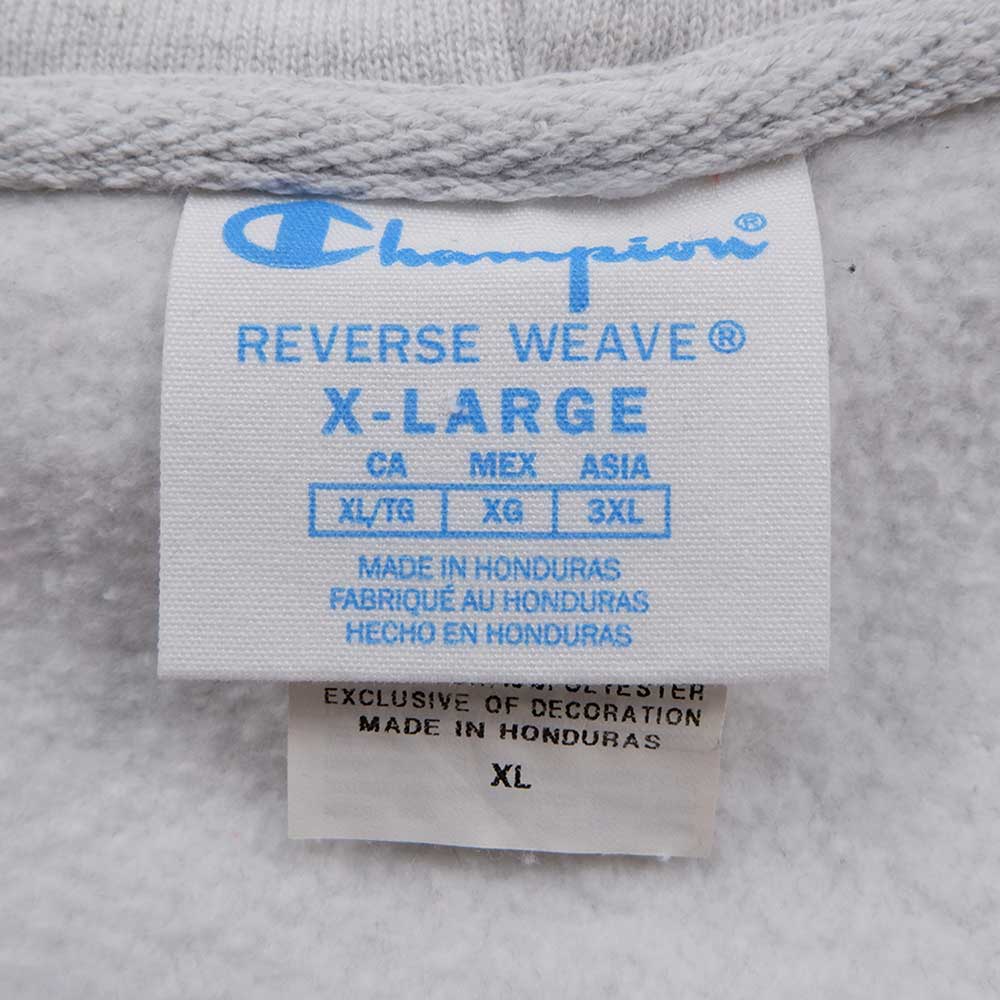 Champion®
REVERSE WEAVE®
X-LARGE
CA MEX ASIA
XL/TG XG 3XL
MADE IN HONDURAS
FABRIQUÉ AU HONDURAS
HECHO EN HONDURAS
POLYESTER
EXCLUSIVE OF DECORATION
MADE IN HONDURAS
XL